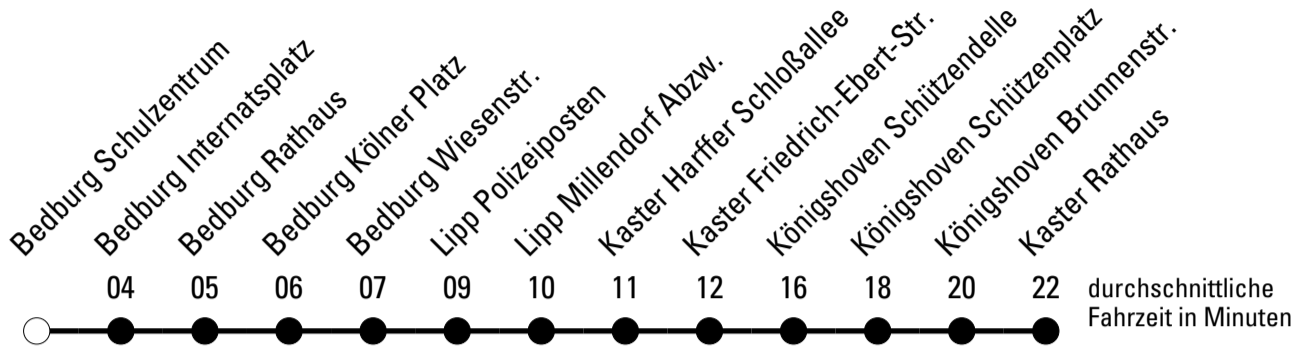 Bedburg Schulzentrum
Bedburg Internatsplatz
Bedburg Rathaus
Bedburg Kölner Platz
Bedburg Wiesenstr.
Lipp Polizeiposten
Lipp Millendorf Abzw.
Kaster Harffer Schloßallee
Kaster Friedrich-Ebert-Str.
Königshoven Schützendelle
Königshoven Schützenplatz
Königshoven Brunnenstr.
Kaster Rathaus
04 05 06 07 09 10 11 12 16 18 20 22
durchschnittliche
Fahrzeit in Minuten